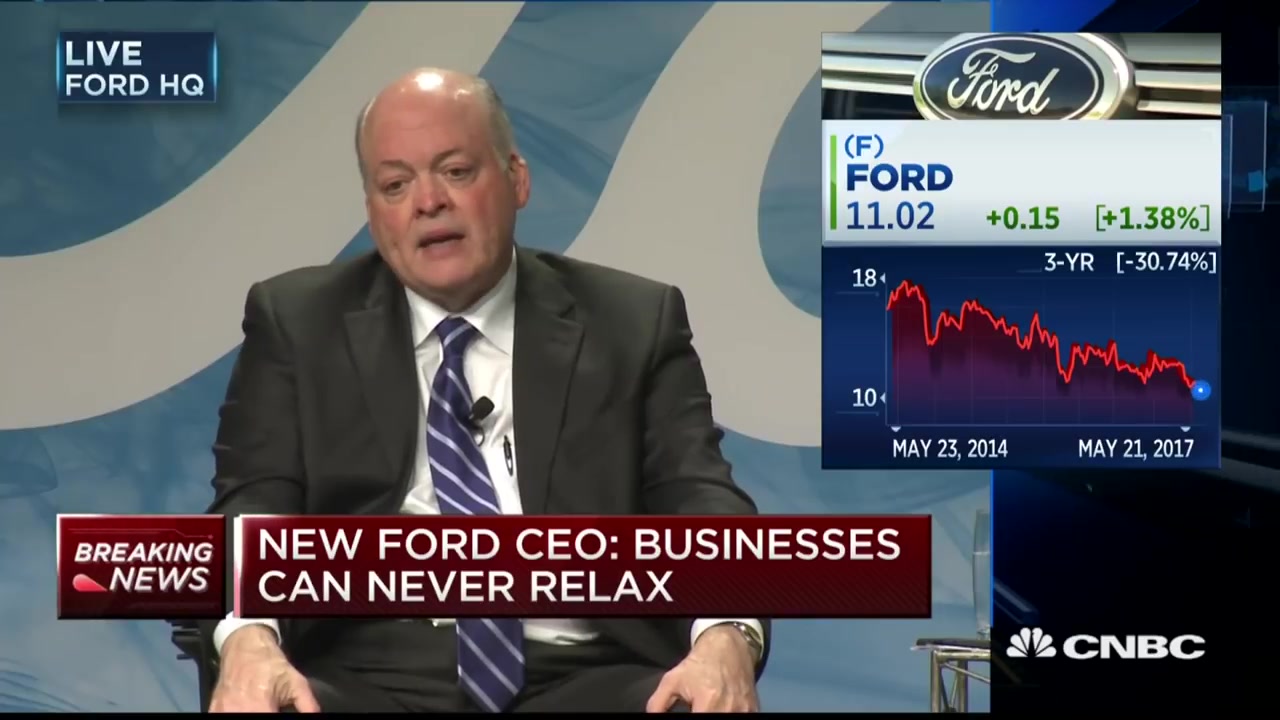 LIVE
FORD HQ
Ford
(F)
FORD
11.02 +0.15 [+1.38%]
3-YR [-30.74%]
18
10
MAY 23, 2014 MAY 21, 2017
BREAKING
NEWS
NEW FORD CEO: BUSINESSES
CAN NEVER RELAX
CNBC